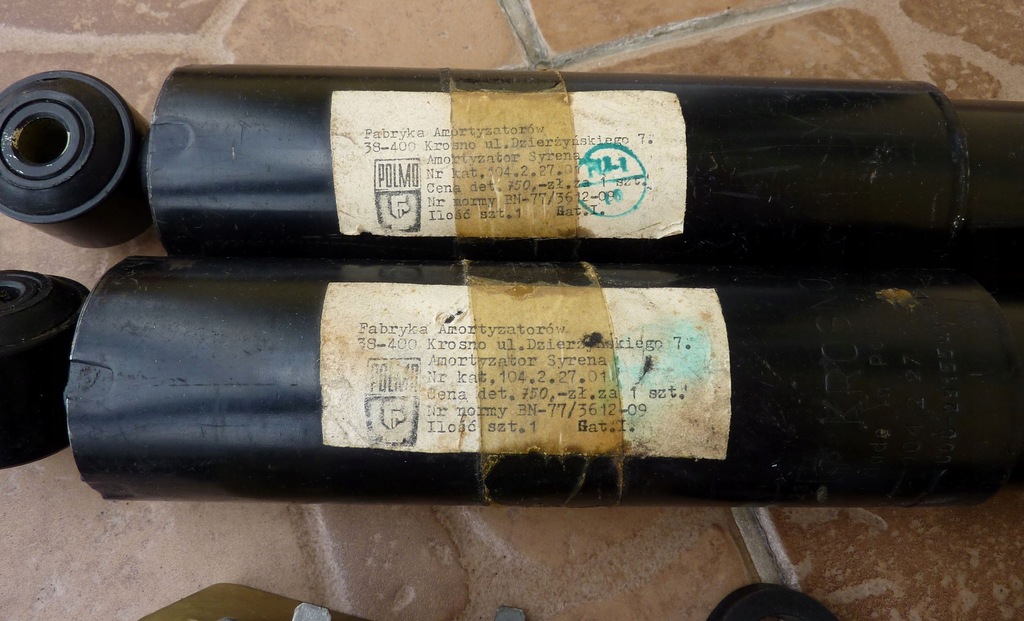 Fabryka Amortyzatorów
38-400 Krosno ul.Dzierżyńskiego 7.
Amortyzator Syrena
POLMO
Nr kat.104.2.27.01
Cena det. 750,-zł.za 1 szt.
Nr normy BN-77/3612-09
Ilość szt.1 Gat.I.
Fabryka Amortyzatorów
38-400 Krosno ul.Dzierżyńskiego 7.
Amortyzator Syrena
POLMO
Nr kat.104.2.27.01
Cena det. 750,-zł.za 1 szt.
Nr normy BN-77/3612-09
Ilość szt.1 Gat.I.